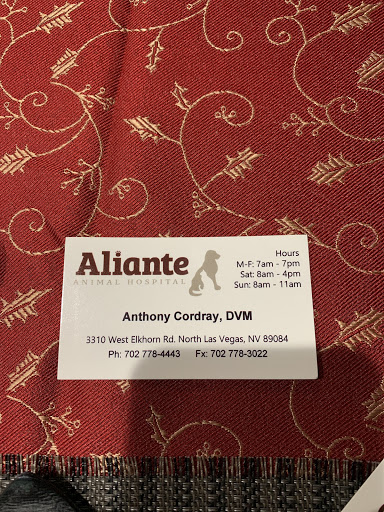 Aliante
ANIMAL HOSPITAL
Hours
M-F: 7am - 7pm
Sat: 8am - 4pm
Sun: 8am - 11am
Anthony Cordray, DVM
3310 West Elkhorn Rd. North Las Vegas, NV 89084
Ph: 702 778-4443 Fx: 702 778-3022